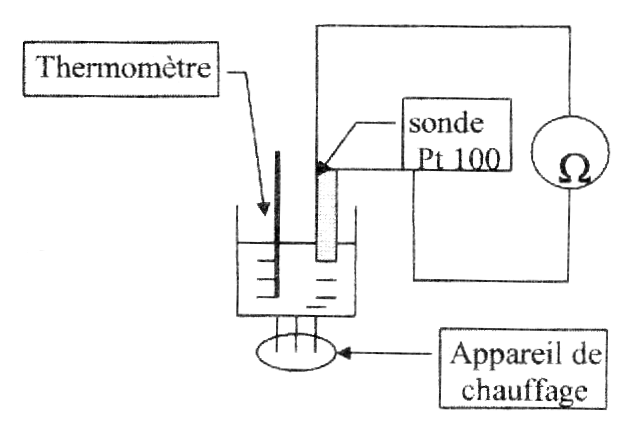 Thermomètre
sonde
Pt 100
Ω
Appareil de
chauffage